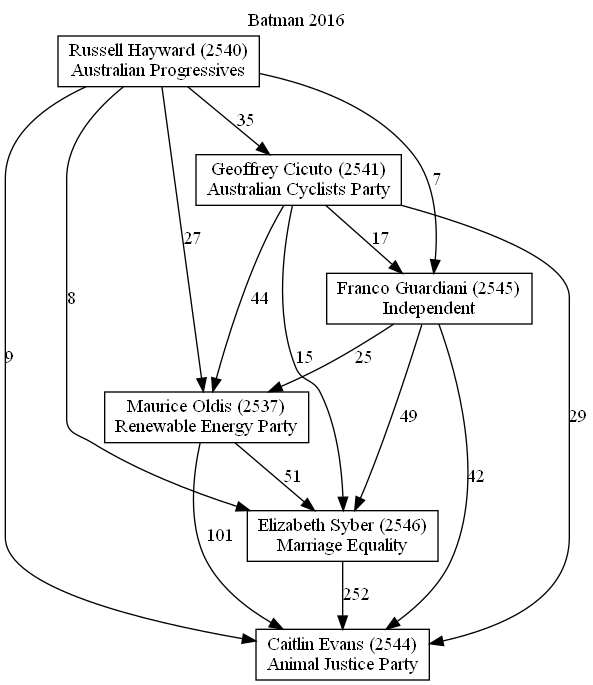 Batman 2016
Russell Hayward (2540)
Australian Progressives
35
Geoffrey Cicuto (2541)
Australian Cyclists Party
7
27
17
Franco Guardiani (2545)
Independent
8
44
9
15
25
Maurice Oldis (2537)
Renewable Energy Party
49
29
51
42
101
Elizabeth Syber (2546)
Marriage Equality
252
Caitlin Evans (2544)
Animal Justice Party